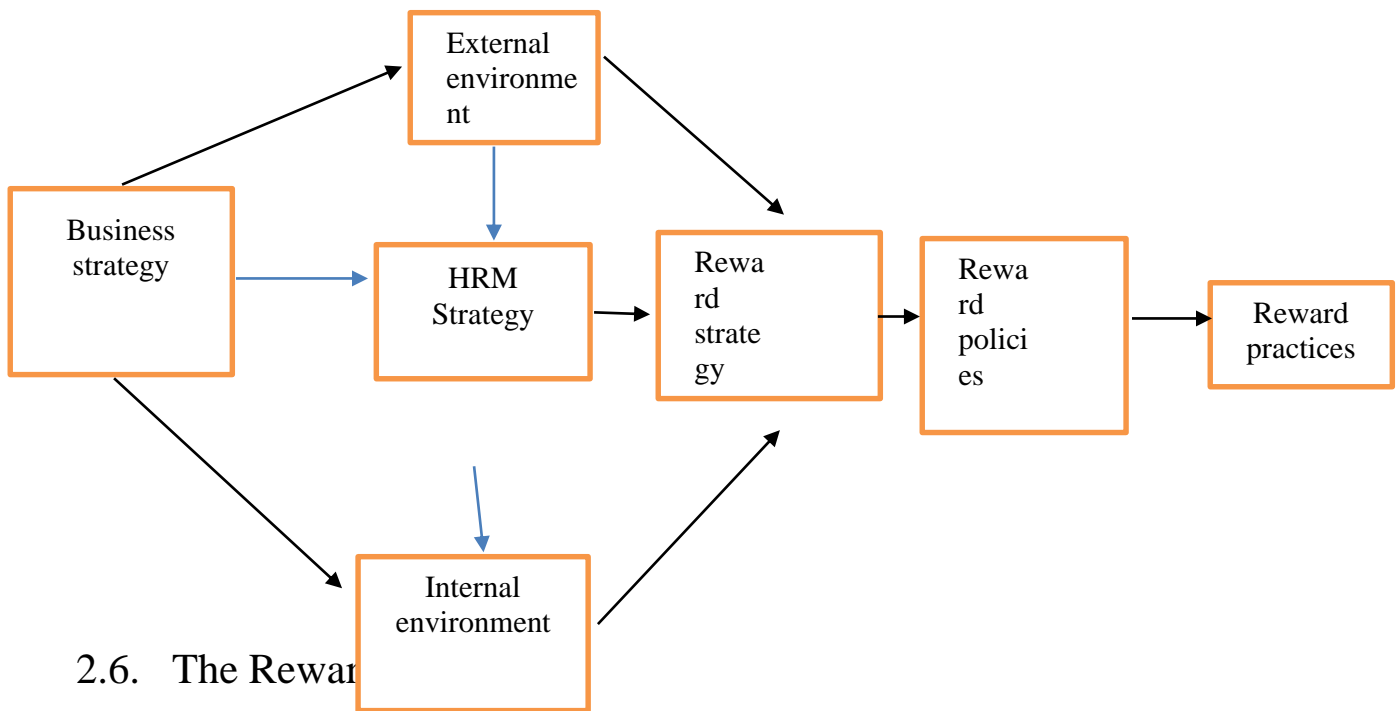 External
environme
nt
Business
strategy
HRM
Strategy
Rewa
rd
strate
gy
Rewa
rd
polici
es
Reward
practices
Internal
environment
2.6. The Rewar